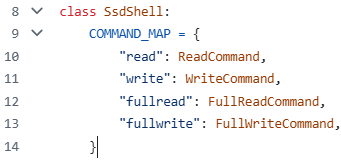 8 class SsdShell:
9     COMMAND_MAP = {
10         "read": ReadCommand,
11         "write": WriteCommand,
12         "fullread": FullReadCommand,
13         "fullwrite": FullWriteCommand,
14     }